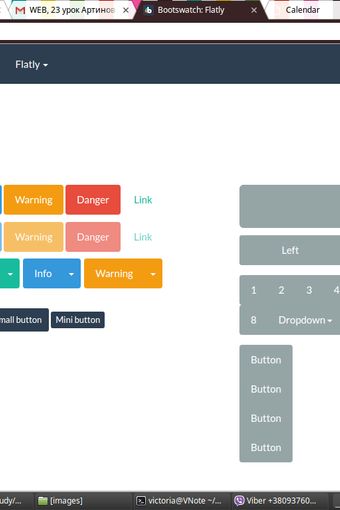 WEB, 23 урок Артинов
Bootswatch: Flatly
Calendar
Flatly
Warning Danger Link
Warning Danger Link
Info Warning
mall button Mini button
Left
1 2 3 4
8 Dropdown
Button
Button
Button
Button
udy/... [images] victoria@VNote ~/... Viber +38093760...